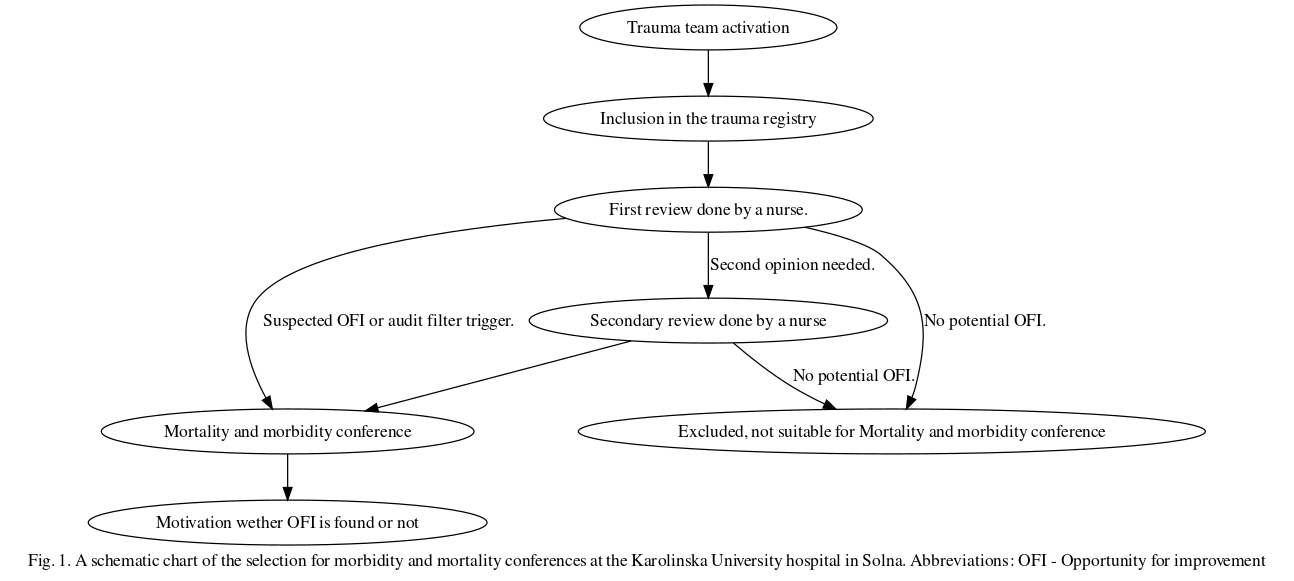 Trauma team activation
Inclusion in the trauma registry
First review done by a nurse.
Second opinion needed.
Suspected OFI or audit filter trigger.
Secondary review done by a nurse
No potential OFI.
No potential OFI.
Mortality and morbidity conference
Excluded, not suitable for Mortality and morbidity conference
Motivation wether OFI is found or not
Fig. 1. A schematic chart of the selection for morbidity and mortality conferences at the Karolinska University hospital in Solna. Abbreviations: OFI - Opportunity for improvement